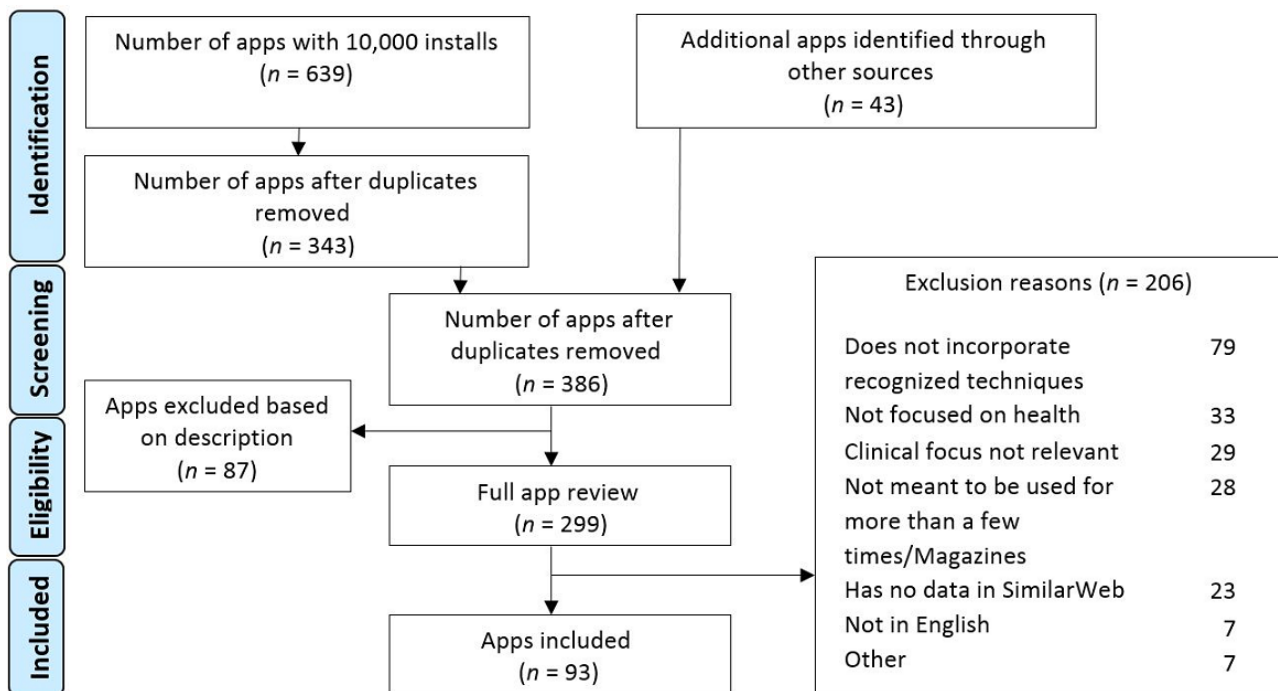 Identification
Number of apps with 10,000 installs
(n = 639)
Additional apps identified through
other sources
(n = 43)
Number of apps after duplicates
removed
(n = 343)
Screening
Number of apps after
duplicates removed
(n = 386)
Apps excluded based
on description
(n = 87)
Eligibility
Full app review
(n = 299)
Exclusion reasons (n = 206)
Does not incorporate 79
recognized techniques
Not focused on health 33
Clinical focus not relevant 29
Not meant to be used for 28
more than a few
times/Magazines
Has no data in SimilarWeb 23
Not in English 7
Other 7
Included
Apps included
(n = 93)